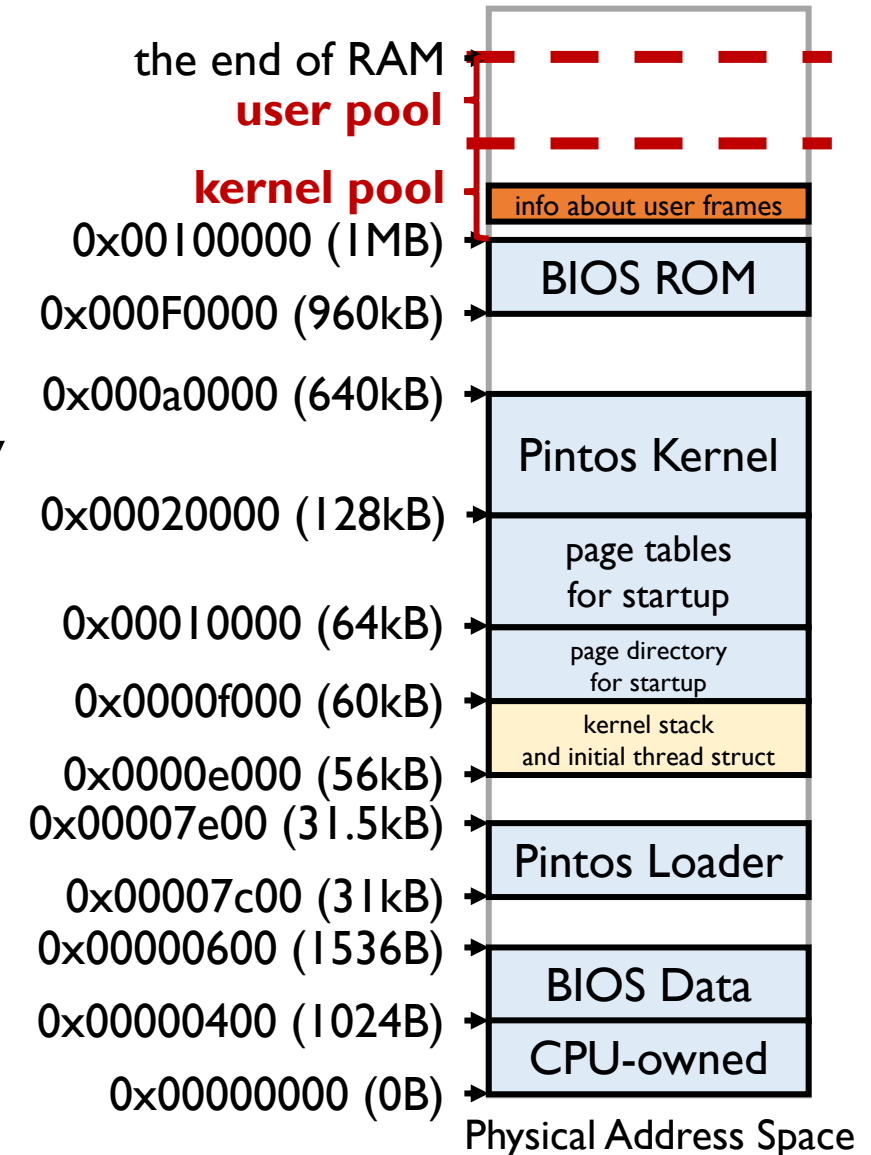 the end of RAM
user pool
kernel pool
info about user frames
0x00100000 (1MB)
BIOS ROM
0x000F0000 (960kB)
0x000a0000 (640kB)
Pintos Kernel
0x00020000 (128kB)
page tables
for startup
0x00010000 (64kB)
page directory
for startup
0x0000f000 (60kB)
kernel stack
and initial thread struct
0x0000e000 (56kB)
0x00007e00 (31.5kB)
Pintos Loader
0x00007c00 (31kB)
0x00000600 (1536B)
BIOS Data
0x00000400 (1024B)
CPU-owned
0x00000000 (0B)
Physical Address Space